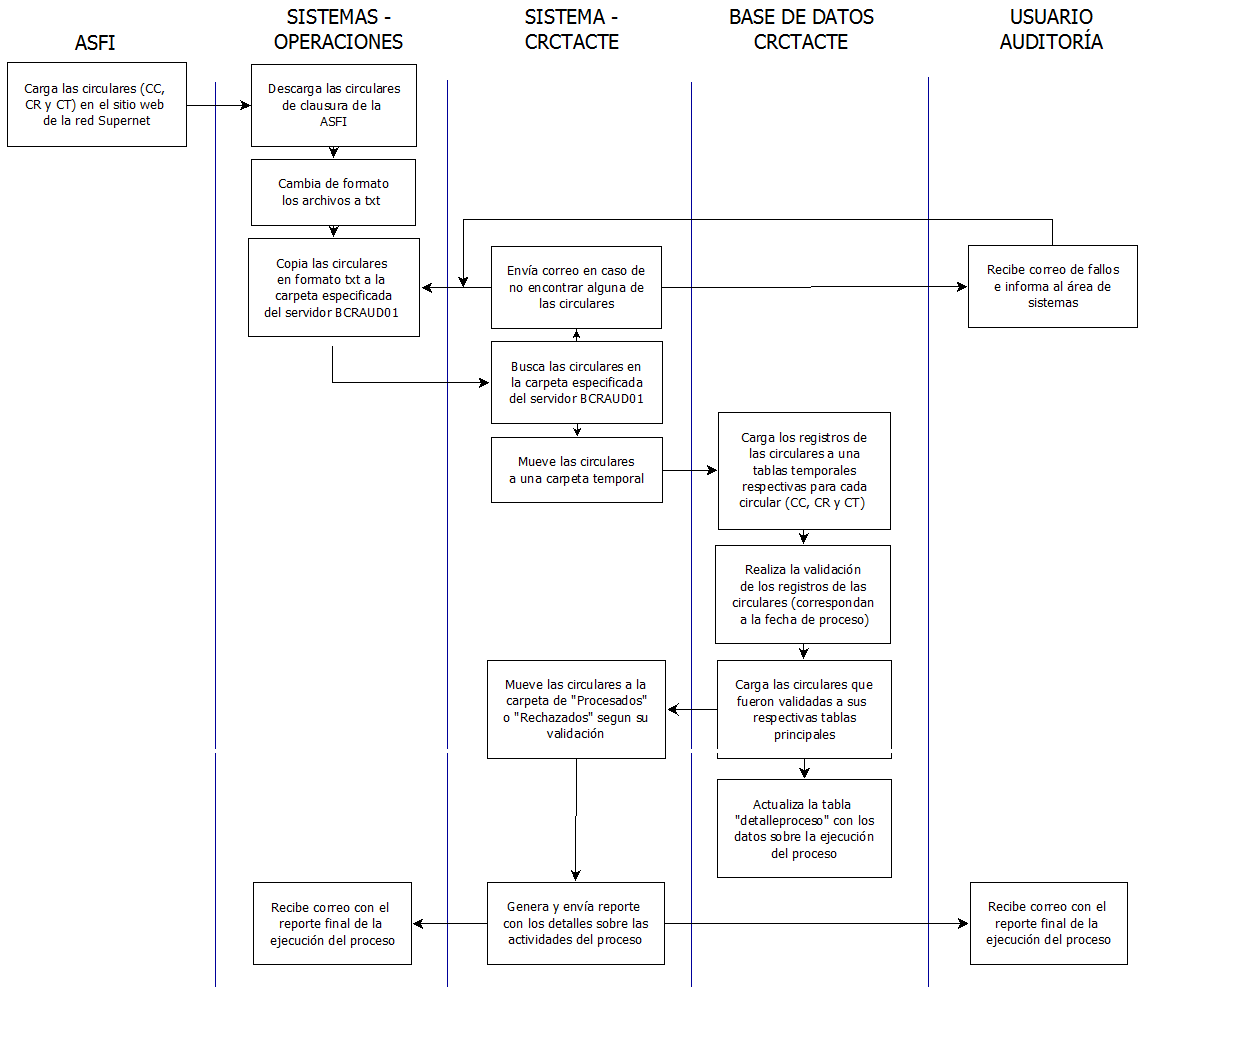 ASFI
SISTEMAS -
OPERACIONES
SISTEMA -
CRCTACTE
BASE DE DATOS
CRCTACTE
USUARIO
AUDITORÍA
Carga las circulares (CC,
CR y CT) en el sitio web
de la red Supernet
Descarga las circulares
de clausura de la
ASFI
Cambia de formato
los archivos a txt
Copia las circulares
en formato txt a la
carpeta especificada
del servidor BCRAUD01
Envía correo en caso de
no encontrar alguna de
las circulares
Recibe correo de fallos
e informa al área de
sistemas
Busca las circulares en
la carpeta especificada
del servidor BCRAUD01
Mueve las circulares
a una carpeta temporal
Carga los registros de
las circulares a una
tablas temporales
respectivas para cada
circular (CC, CR y CT)
Realiza la validación
de los registros de las
circulares (correspondan
a la fecha de proceso)
Mueve las circulares a la
carpeta de "Procesados"
o "Rechazados" segun su
validación
Carga las circulares que
fueron validadas a sus
respectivas tablas
principales
Actualiza la tabla
"detalleproceso" con los
datos sobre la ejecución
del proceso
Recibe correo con el
reporte final de la
ejecución del proceso
Genera y envía reporte
con los detalles sobre las
actividades del proceso
Recibe correo con el
reporte final de la
ejecución del proceso